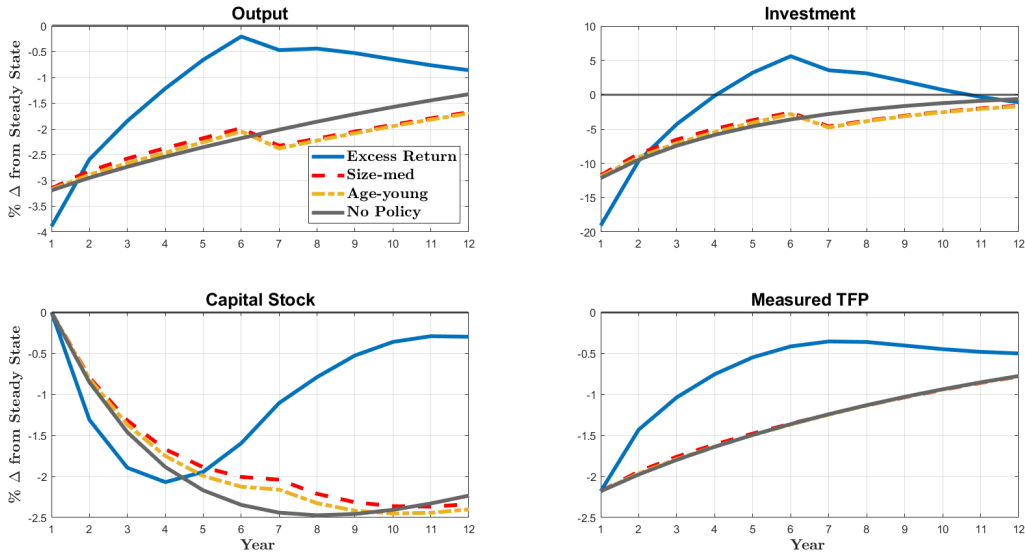 Output
% Δ from Steady State
0
-0.5
-1
-1.5
-2
-2.5
-3
-3.5
-4
1 2 3 4 5 6 7 8 9 10 11 12
Excess Return
Size-med
Age-young
No Policy
Investment
10
5
0
-5
-10
-15
-20
1 2 3 4 5 6 7 8 9 10 11 12
Capital Stock
% Δ from Steady State
0
-0.5
-1
-1.5
-2
-2.5
1 2 3 4 5 6 7 8 9 10 11 12
Year
Measured TFP
0
-0.5
-1
-1.5
-2
-2.5
1 2 3 4 5 6 7 8 9 10 11 12
Year